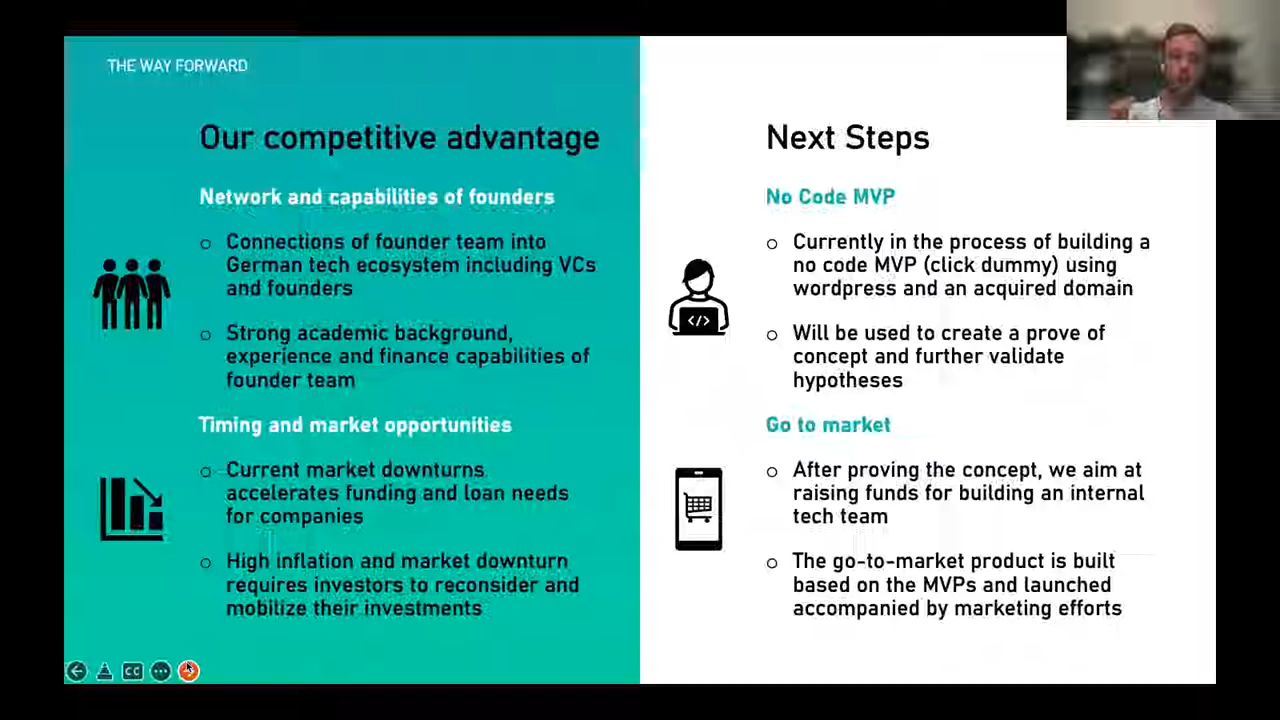 THE WAY FORWARD
Our competitive advantage
Network and capabilities of founders
o Connections of founder team into
German tech ecosystem including VCs
and founders
o Strong academic background,
experience and finance capabilities of
founder team
Timing and market opportunities
o Current market downturns
accelerates funding and loan needs
for companies
o High inflation and market downturn
requires investors to reconsider and
mobilize their investments
Next Steps
No Code MVP
o Currently in the process of building a
no code MVP (click dummy) using
wordpress and an acquired domain
o Will be used to create a prove of
concept and further validate
hypotheses
</>
Go to market
o After proving the concept, we aim at
raising funds for building an internal
tech team
o The go-to-market product is built
based on the MVPs and launched
accompanied by marketing efforts
CC